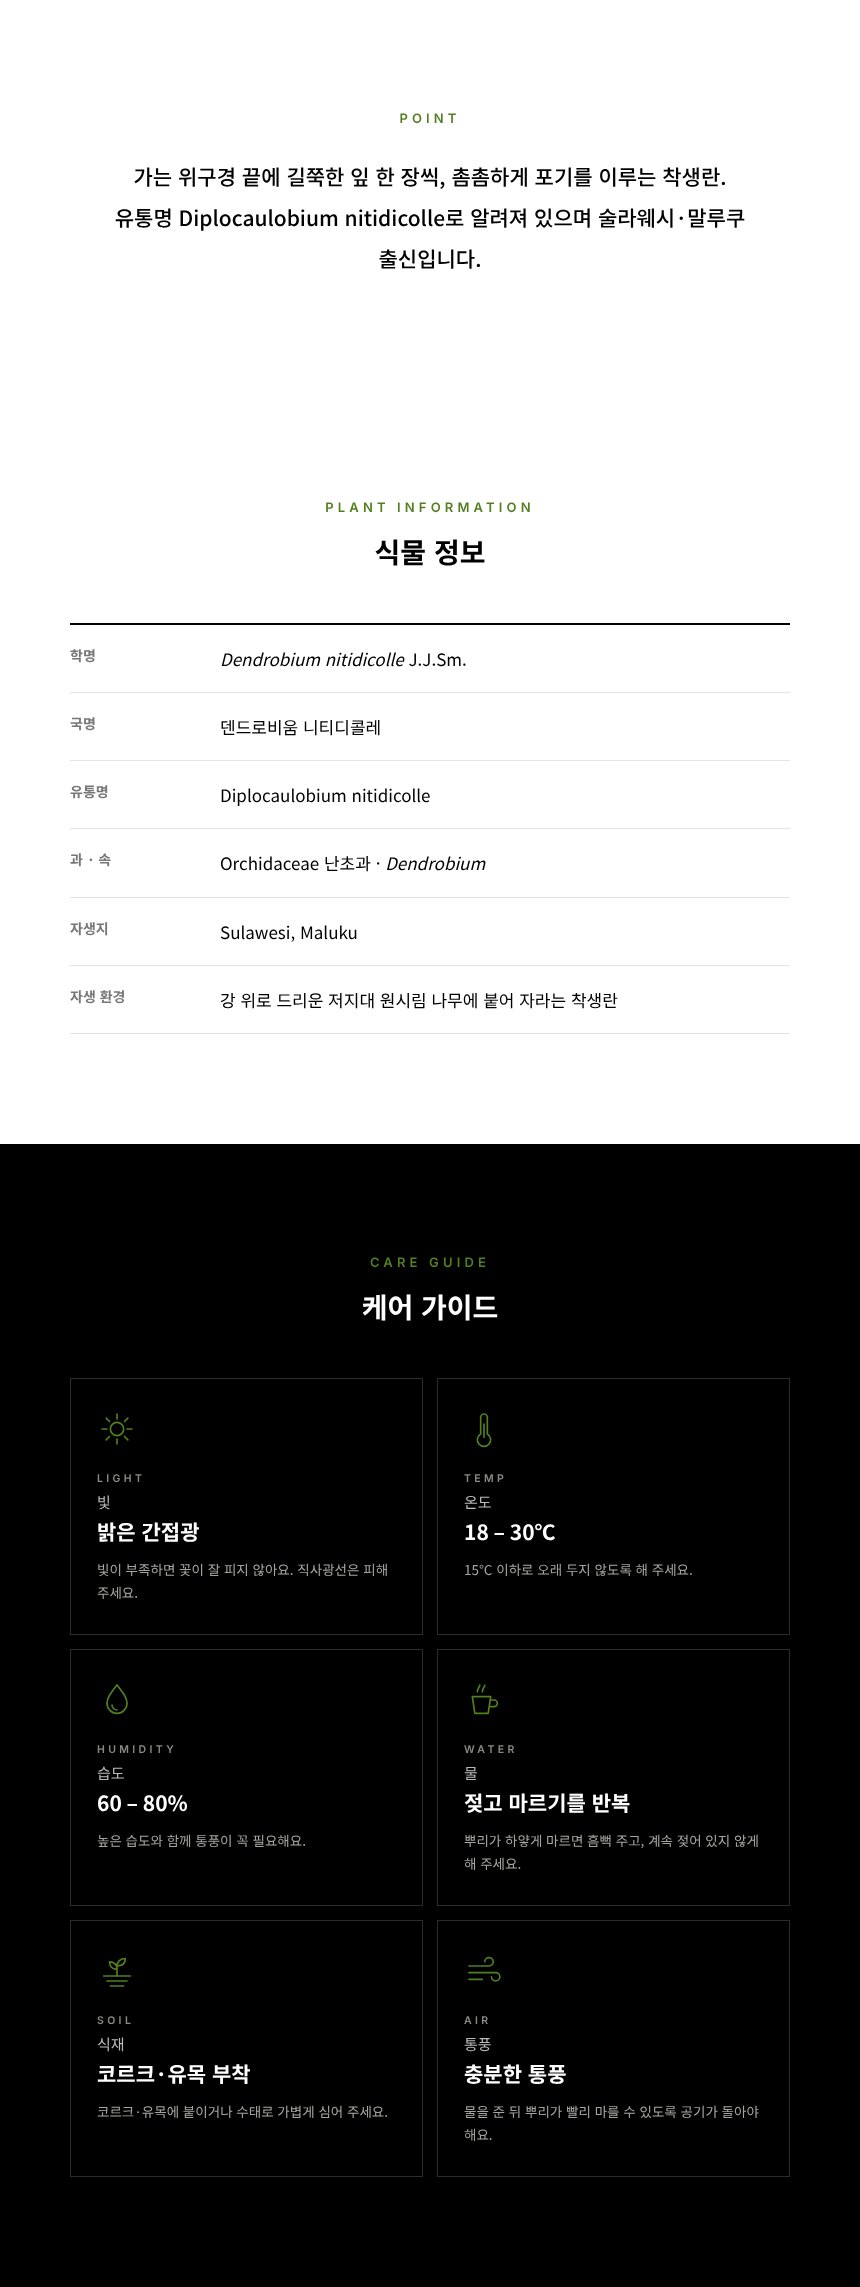 POINT
가는 위구경 끝에 길쭉한 잎 한 장씩, 촘촘하게 포기를 이루는 착생란.
유통명 Diplocaulobium nitidicolle로 알려져 있으며 술라웨시·말루쿠
출신입니다.
PLANT INFORMATION
식물 정보
학명 Dendrobium nitidicolle J.J.Sm.
국명 덴드로비움 니티디콜레
유통명 Diplocaulobium nitidicolle
과 · 속 Orchidaceae 난초과 · Dendrobium
자생지 Sulawesi, Maluku
자생 환경 강 위로 드리운 저지대 원시림 나무에 붙어 자라는 착생란
CARE GUIDE
케어 가이드
LIGHT
빛
밝은 간접광
빛이 부족하면 꽃이 잘 피지 않아요. 직사광선은 피해
주세요.
TEMP
온도
18 – 30℃
15℃ 이하로 오래 두지 않도록 해 주세요.
HUMIDITY
습도
60 – 80%
높은 습도와 함께 통풍이 꼭 필요해요.
WATER
물
젖고 마르기를 반복
뿌리가 하얗게 마르면 흠뻑 주고, 계속 젖어 있지 않게
해 주세요.
SOIL
식재
코르크·유목 부착
코르크·유목에 붙이거나 수태로 가볍게 심어 주세요.
AIR
통풍
충분한 통풍
물을 준 뒤 뿌리가 빨리 마를 수 있도록 공기가 돌아야
해요.